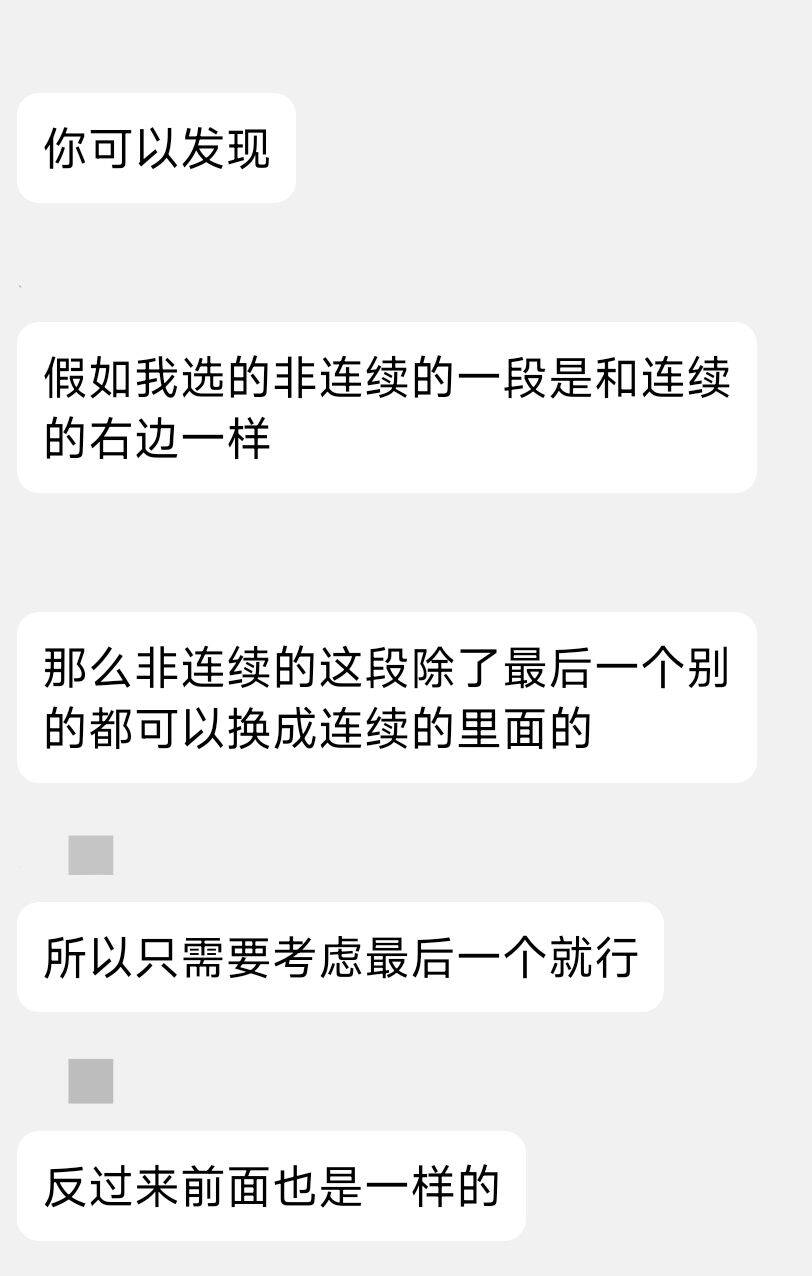 你可以发现
假如我选的非连续的一段是和连续
的右边一样
那么非连续的这段除了最后一个别
的都可以换成连续的里面的
所以只需要考虑最后一个就行
反过来前面也是一样的